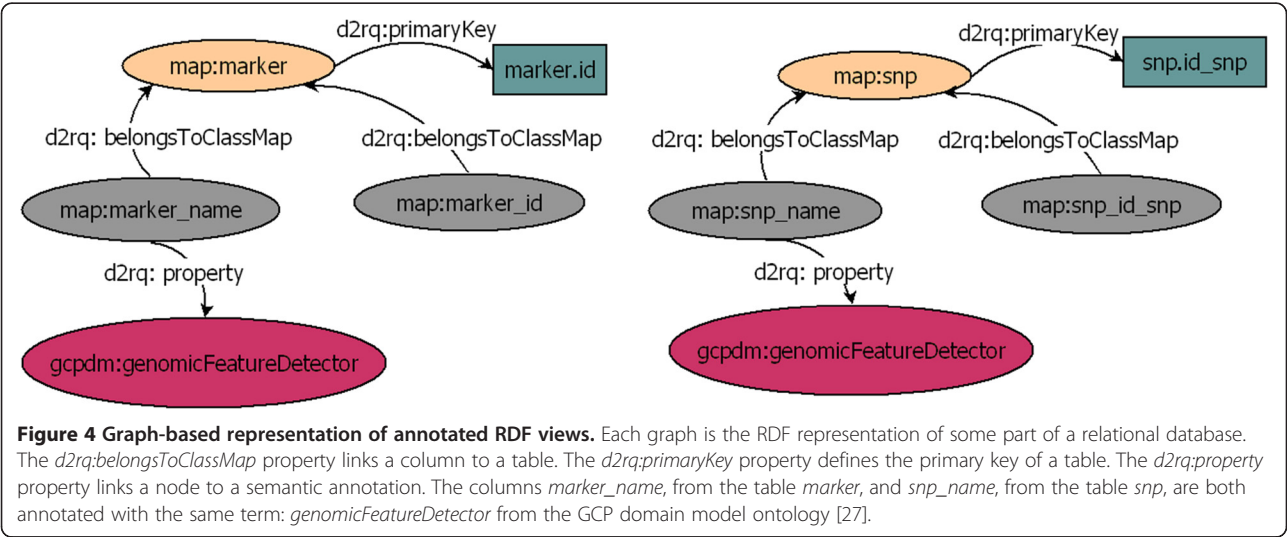 d2rq:primaryKey
map:marker
marker.id
d2rq: belongsToClassMap
d2rq:belongsToClassMap
map:marker_name
map:marker_id
d2rq: property
gcpdm:genomicFeatureDetector
d2rq:primaryKey
map:snp
snp.id_snp
d2rq: belongsToClassMap
d2rq:belongsToClassMap
map:snp_name
map:snp_id_snp
d2rq: property
gcpdm:genomicFeatureDetector
Figure 4 Graph-based representation of annotated RDF views. Each graph is the RDF representation of some part of a relational database.
The d2rq:belongsToClassMap property links a column to a table. The d2rq:primaryKey property defines the primary key of a table. The d2rq:property
property links a node to a semantic annotation. The columns marker_name, from the table marker, and snp_name, from the table snp, are both
annotated with the same term: genomicFeatureDetector from the GCP domain model ontology [27].